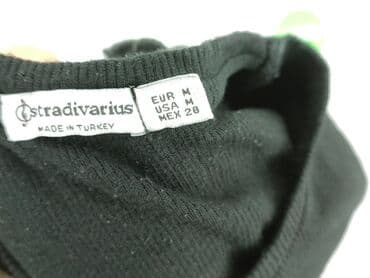 stradivarius
MADE IN TURKEY
EUR M
USA M
MEX 28